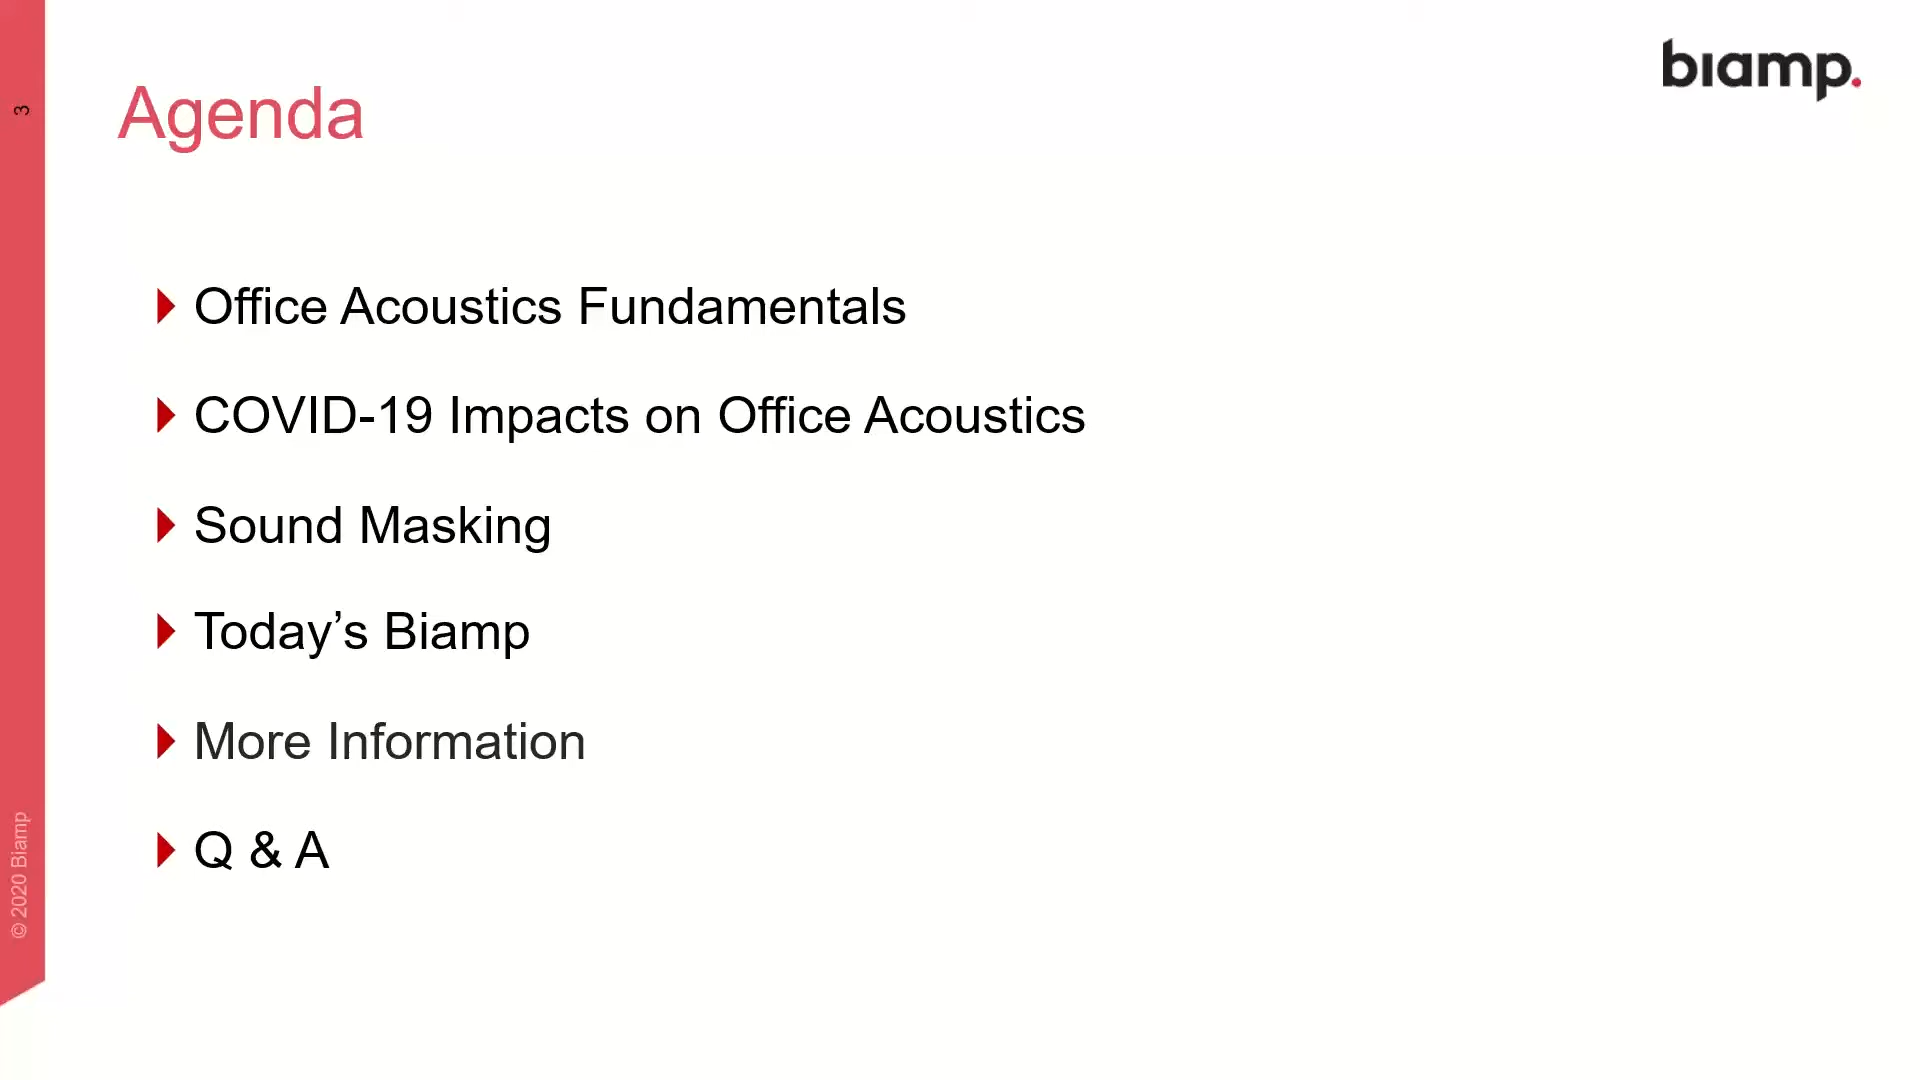 3
biamp.
Agenda
Office Acoustics Fundamentals
COVID-19 Impacts on Office Acoustics
Sound Masking
Today’s Biamp
More Information
Q & A
© 2020 Biamp